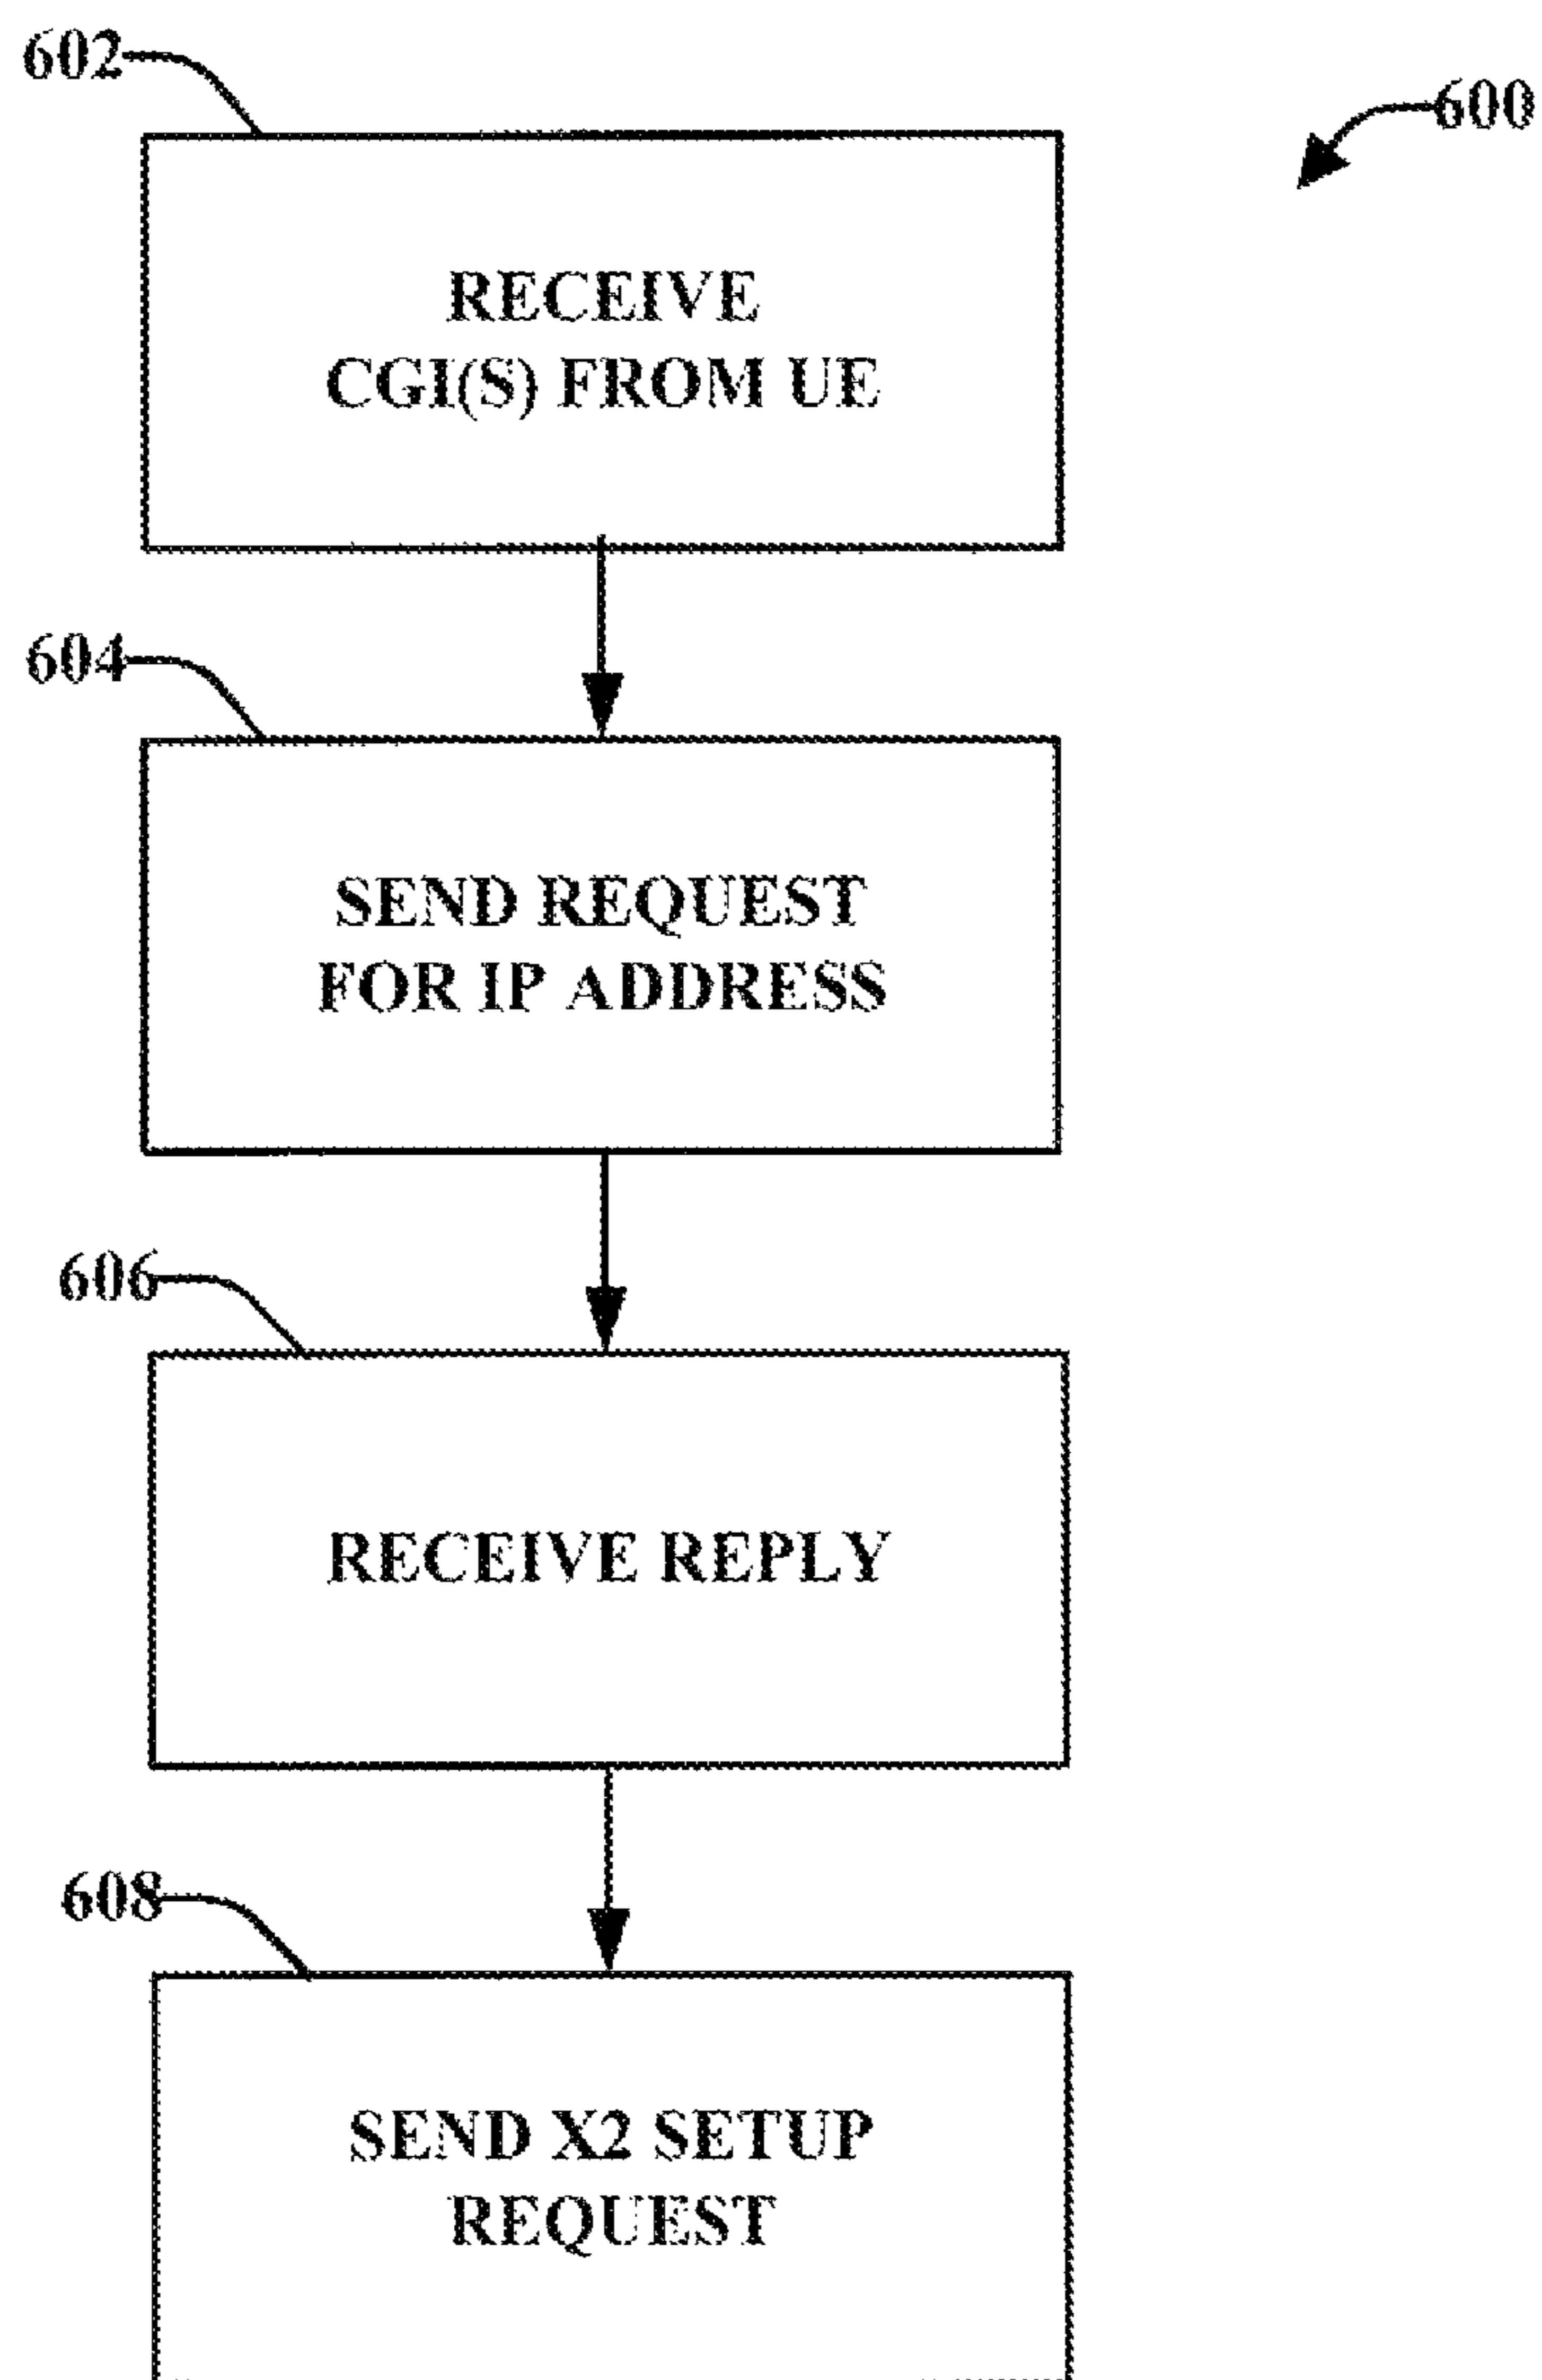 602
600
RECEIVE
CGI(S) FROM UE
604
SEND REQUEST
FOR IP ADDRESS
606
RECEIVE REPLY
608
SEND X2 SETUP
REQUEST